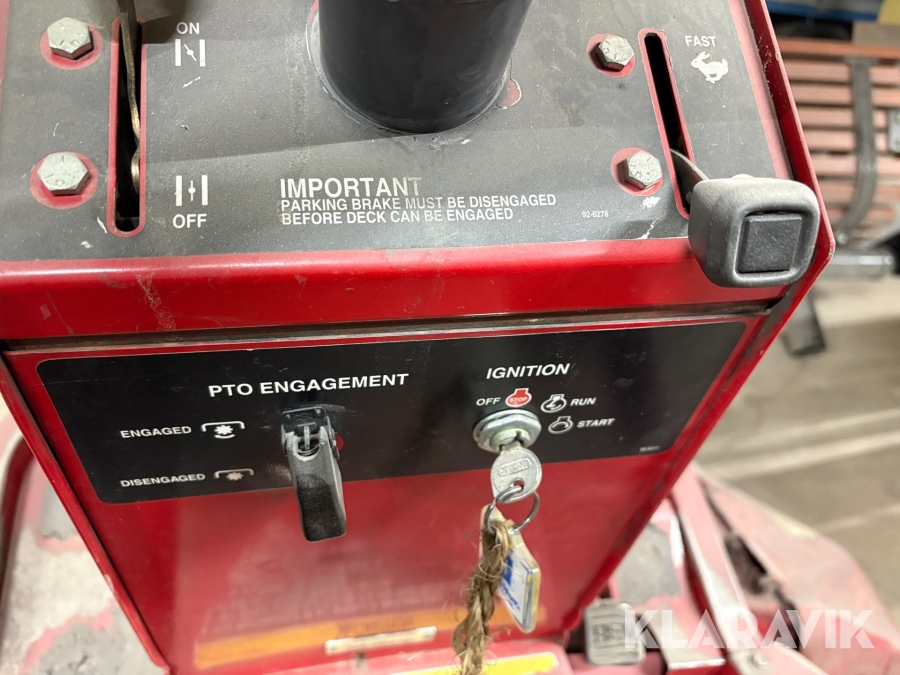 ON
FAST
OFF
IMPORTANT
PARKING BRAKE MUST BE DISENGAGED
BEFORE DECK CAN BE ENGAGED
92-6278
PTO ENGAGEMENT
IGNITION
OFF STOP RUN
START
ENGAGED
DISENGAGED
KLARAVIK